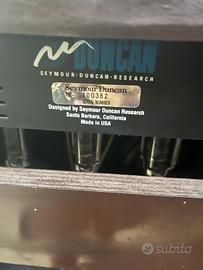 DUNCAN
SEYMOUR·DUNCAN·RESEARCH
Seymour Duncan
100382
SERIAL NUMBER
Designed by Seymour Duncan Research
Santa Barbara, California
Made in USA
subito